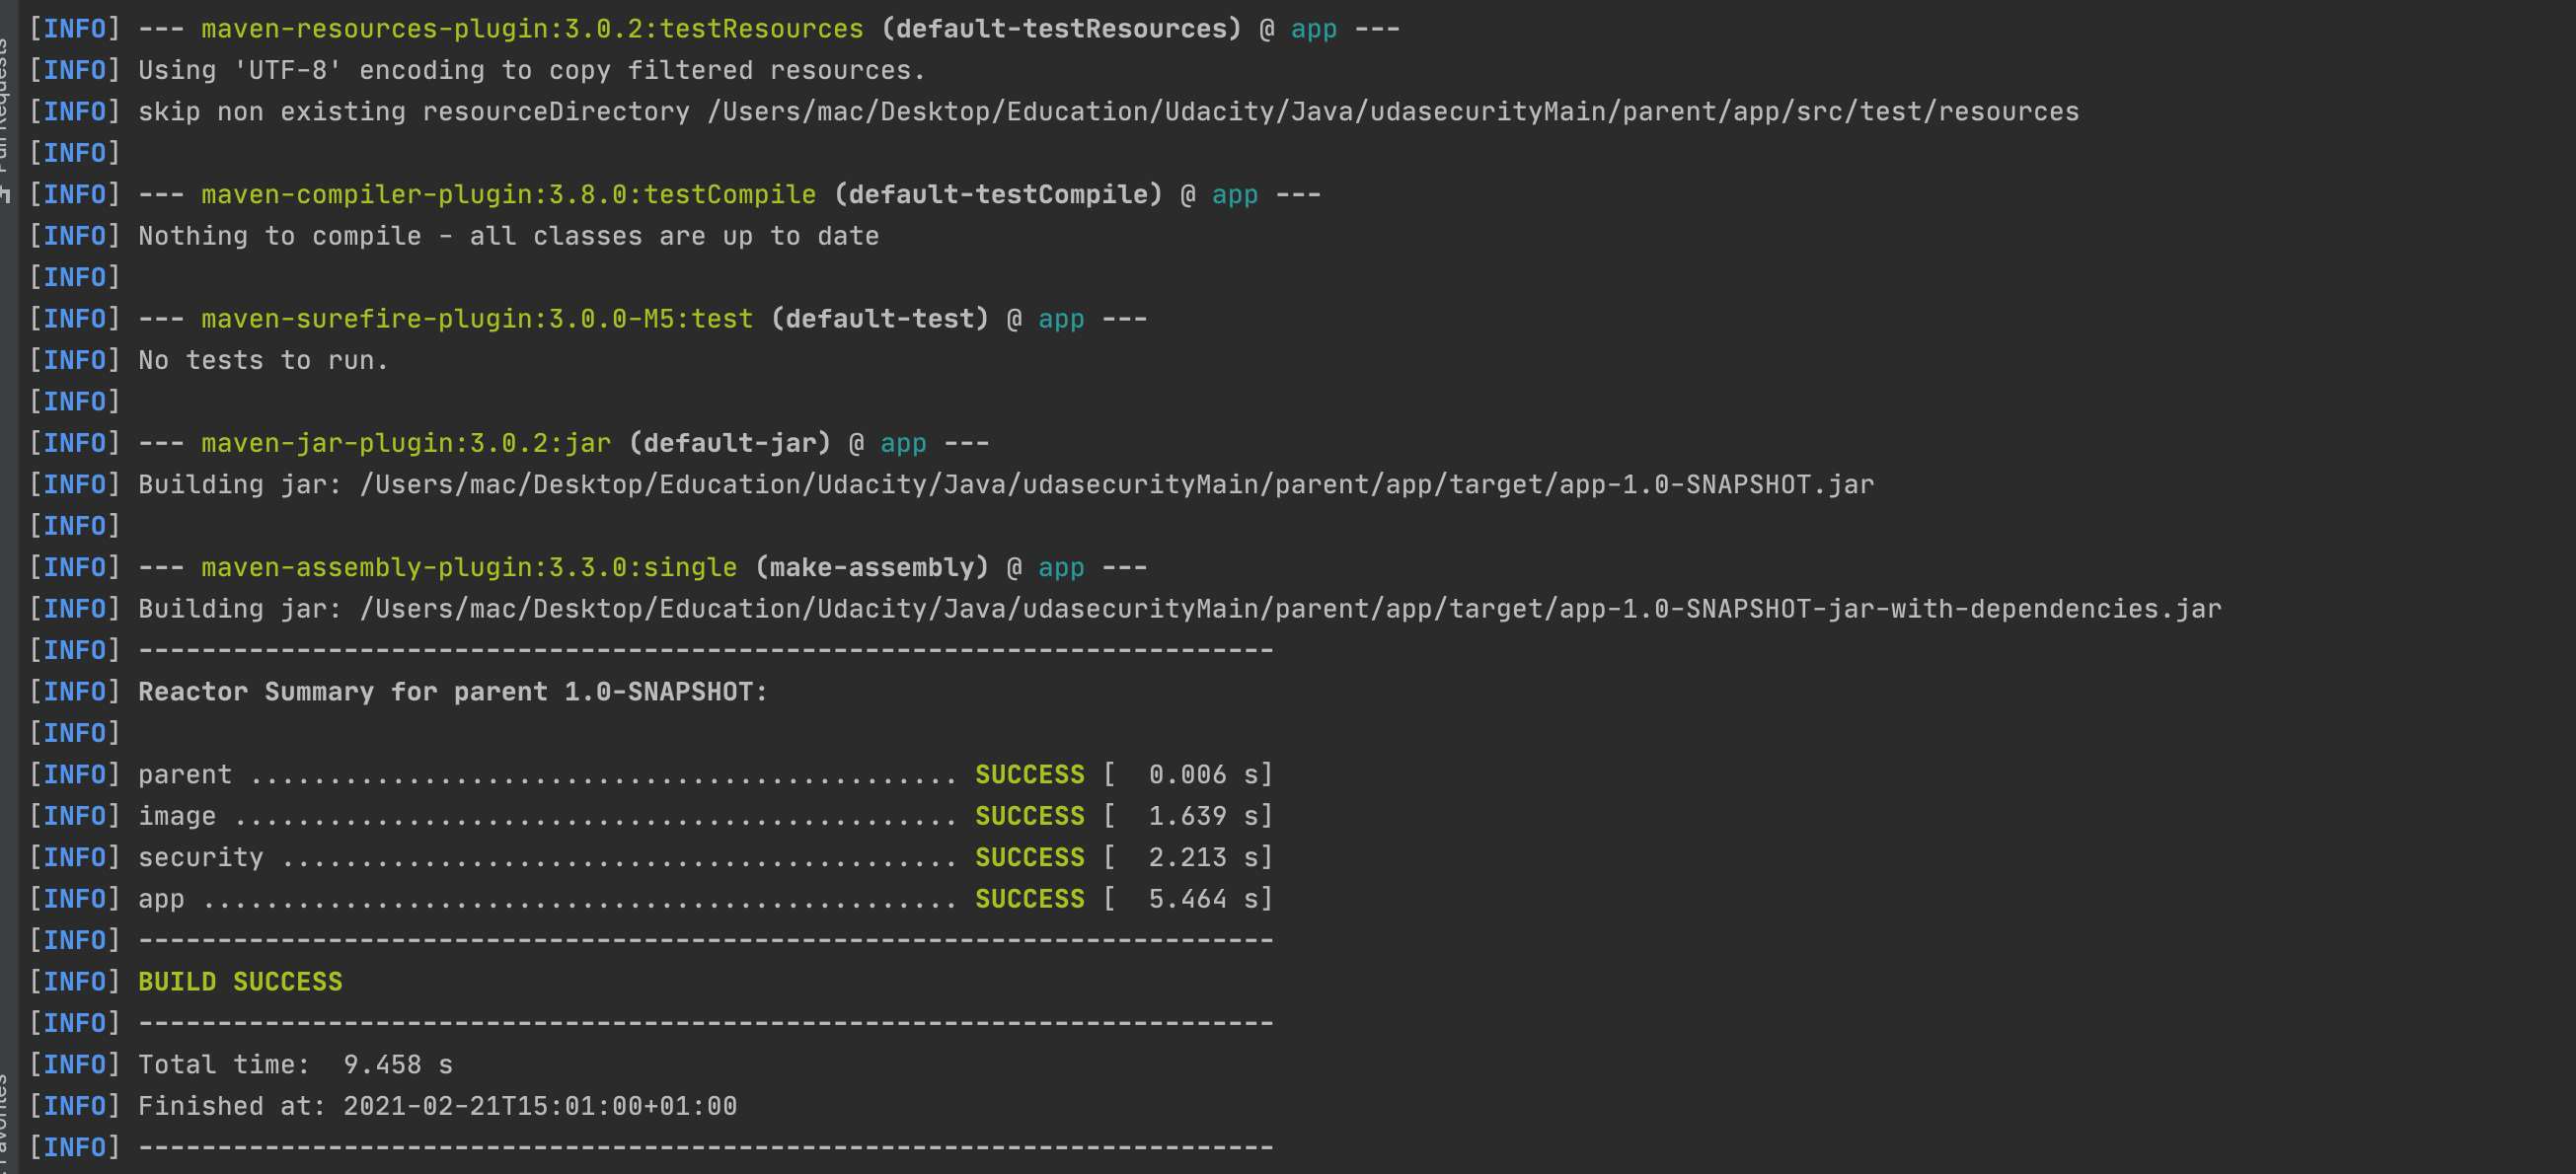 [INFO] --- maven-resources-plugin:3.0.2:testResources (default-testResources) @ app ---
[INFO] Using 'UTF-8' encoding to copy filtered resources.
[INFO] skip non existing resourceDirectory /Users/mac/Desktop/Education/Udacity/Java/udasecurityMain/parent/app/src/test/resources
[INFO]
[INFO] --- maven-compiler-plugin:3.8.0:testCompile (default-testCompile) @ app ---
[INFO] Nothing to compile - all classes are up to date
[INFO]
[INFO] --- maven-surefire-plugin:3.0.0-M5:test (default-test) @ app ---
[INFO] No tests to run.
[INFO]
[INFO] --- maven-jar-plugin:3.0.2:jar (default-jar) @ app ---
[INFO] Building jar: /Users/mac/Desktop/Education/Udacity/Java/udasecurityMain/parent/app/target/app-1.0-SNAPSHOT.jar
[INFO]
[INFO] --- maven-assembly-plugin:3.3.0:single (make-assembly) @ app ---
[INFO] Building jar: /Users/mac/Desktop/Education/Udacity/Java/udasecurityMain/parent/app/target/app-1.0-SNAPSHOT-jar-with-dependencies.jar
[INFO] ------------------------------------------------------------------------
[INFO] Reactor Summary for parent 1.0-SNAPSHOT:
[INFO]
[INFO] parent ............................................. SUCCESS [  0.006 s]
[INFO] image .............................................. SUCCESS [  1.639 s]
[INFO] security ........................................... SUCCESS [  2.213 s]
[INFO] app ................................................ SUCCESS [  5.464 s]
[INFO] ------------------------------------------------------------------------
[INFO] BUILD SUCCESS
[INFO] ------------------------------------------------------------------------
[INFO] Total time:  9.458 s
[INFO] Finished at: 2021-02-21T15:01:00+01:00
[INFO] ------------------------------------------------------------------------